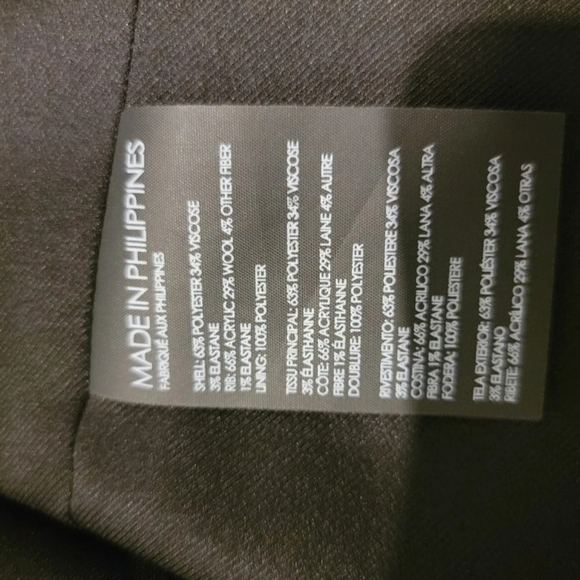 MADE IN PHILIPPINES
FABRIQUÉ AUX PHILIPPINES
SHELL: 63% POLYESTER 34% VISCOSE
3% ELASTANE
RIB: 66% ACRYLIC 29% WOOL 4% OTHER FIBER
1% ELASTANE
LINING: 100% POLYESTER
TISSU PRINCIPAL: 63% POLYESTER 34% VISCOSE
3% ÉLASTHANNE
CÔTE: 66% ACRYLIQUE 29% LAINE 4% AUTRE
FIBRE 1% ÉLASTHANNE
DOUBLURE: 100% POLYESTER
RIVESTIMENTO: 63% POLIESTERE 34% VISCOSA
3% ELASTANE
COSTINA: 66% ACRILICO 29% LANA 4% ALTRA
FIBRA 1% ELASTANE
FODERA: 100% POLIESTERE
TELA EXTERIOR: 63% POLIÉSTER 34% VISCOSA
3% ELASTANO
RIBETE: 66% ACRÍLICO 29% LANA 4% OTRAS